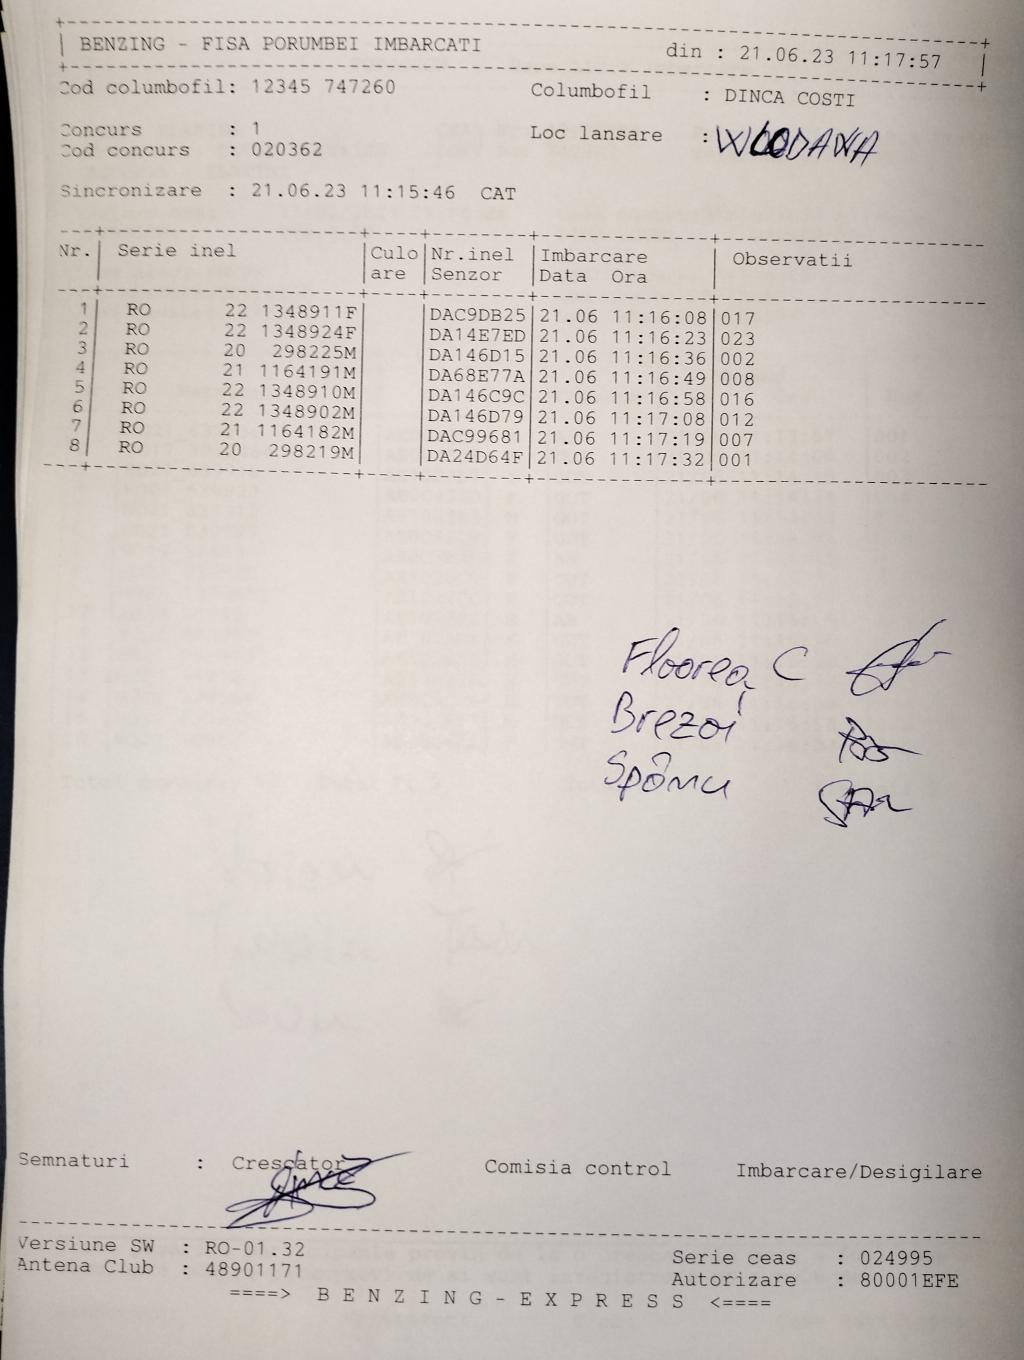 BENZING - FISA PORUMBEI IMBARCATI din : 21.06.23 11:17:57
Cod columbofil: 12345 747260 Columbofil : DINCA COSTI
Concurs : 1 Loc lansare : WLODAWA
Cod concurs : 020362
Sincronizare : 21.06.23 11:15:46 CAT
Nr. Serie inel Culo Nr.inel Imbarcare Observatii
are Senzor Data Ora
1 RO 22 1348911F DAC9DB25 21.06 11:16:08 017
2 RO 22 1348924F DA14E7ED 21.06 11:16:23 023
3 RO 20 298225M DA146D15 21.06 11:16:36 002
4 RO 21 1164191M DA68E77A 21.06 11:16:49 008
5 RO 22 1348910M DA146C9C 21.06 11:16:58 016
6 RO 22 1348902M DA146D79 21.06 11:17:08 012
7 RO 21 1164182M DAC99681 21.06 11:17:19 007
8 RO 20 298219M DA24D64F 21.06 11:17:32 001
Floorea C
Brezoi
Spônu
Semnaturi : Crescator Comisia control Imbarcare/Desigilare
Versiune SW : RO-01.32 Serie ceas : 024995
Antena Club : 48901171 Autorizare : 80001EFE
====> B E N Z I N G - E X P R E S S <====